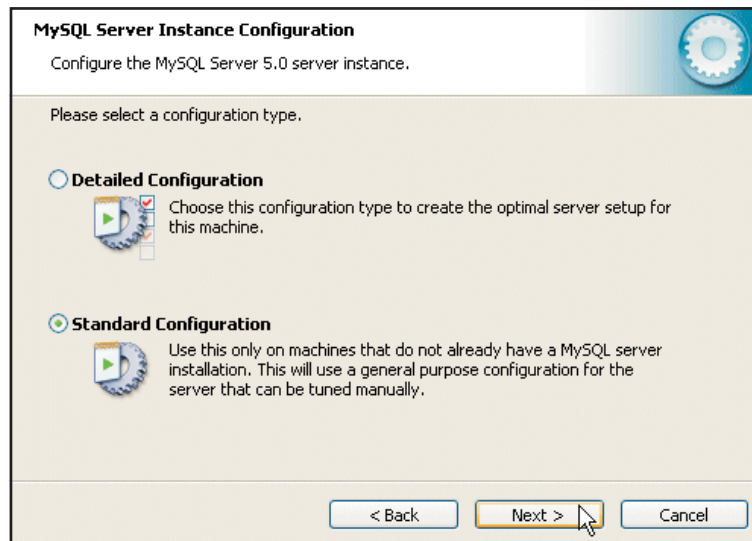 MySQL Server Instance Configuration
Configure the MySQL Server 5.0 server instance.
Please select a configuration type.
Detailed Configuration
Choose this configuration type to create the optimal server setup for
this machine.
Standard Configuration
Use this only on machines that do not already have a MySQL server
installation. This will use a general purpose configuration for the
server that can be tuned manually.
< Back
Next >
Cancel